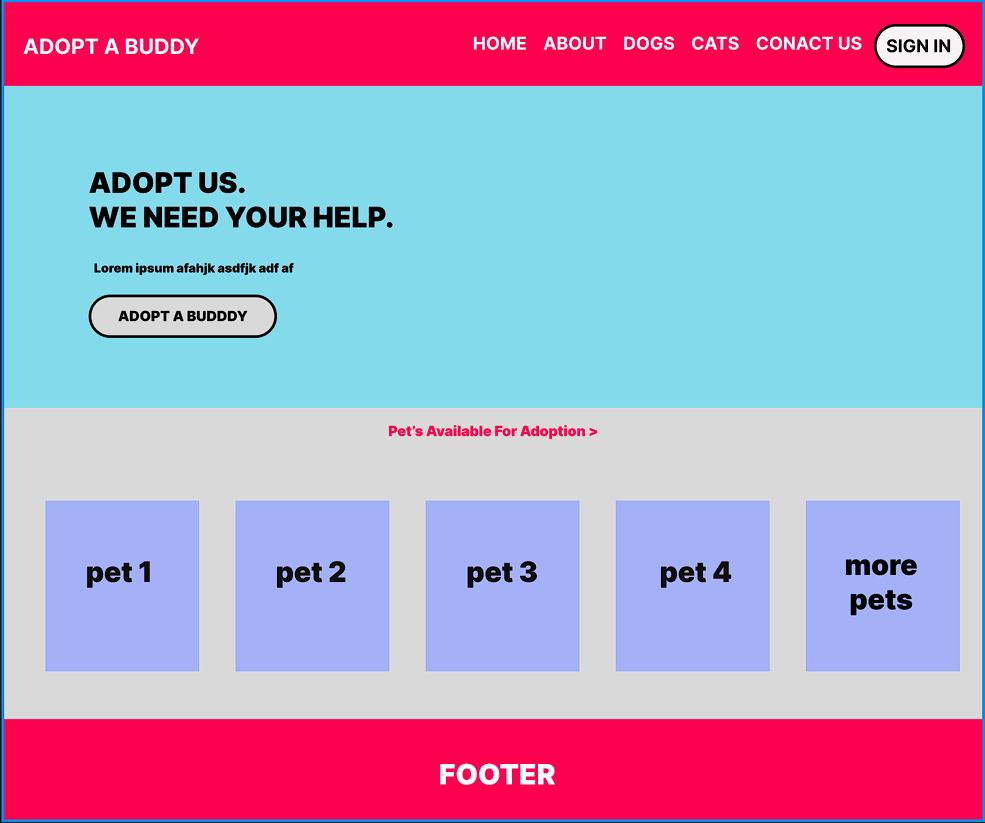 ADOPT A BUDDY
HOME ABOUT DOGS CATS CONACT US SIGN IN
ADOPT US.
WE NEED YOUR HELP.
Lorem ipsum afahjk asdfjk adf af
ADOPT A BUDDDY
Pet’s Available For Adoption >
pet 1
pet 2
pet 3
pet 4
more
pets
FOOTER